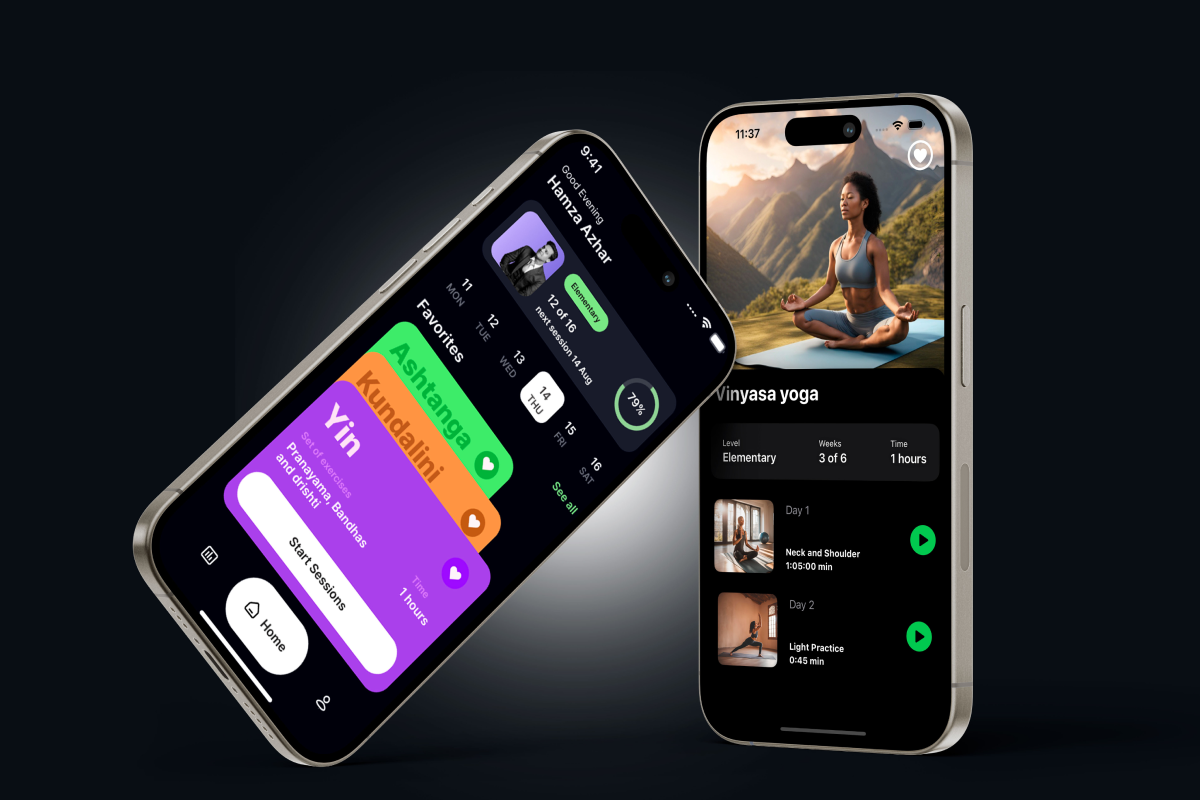 9:41
Good Evening
Hamza Azhar
Elementary
12 of 16
next session 14 Aug
79%
11
MON
12
TUE
13
WED
14
THU
15
FRI
16
SAT
Favorites
See all
Ashtanga
Kundalini
Yin
Set of exercises
Pranayama, Bandhas
and drishti
Time
1 hours
Start Sessions
Home
11:37
Vinyasa yoga
Level
Elementary
Weeks
3 of 6
Time
1 hours
Day 1
Neck and Shoulder
1:05:00 min
Day 2
Light Practice
0:45 min